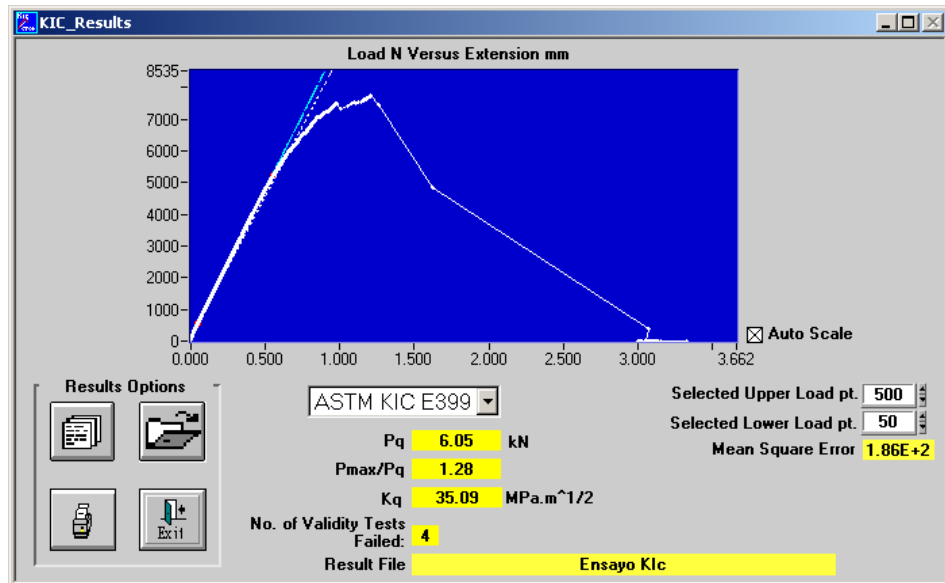 KIC_Results
Load N Versus Extension mm
8535
7000
6000
5000
4000
3000
2000
1000
0
0.000 0.500 1.000 1.500 2.000 2.500 3.000 3.662
Auto Scale
Results Options
Exit
ASTM KIC E399
Pq 6.05 kN
Pmax/Pq 1.28
Kq 35.09 MPa.m^1/2
No. of Validity Tests
Failed: 4
Result File Ensayo KIc
Selected Upper Load pt. 500
Selected Lower Load pt. 50
Mean Square Error 1.86E+2